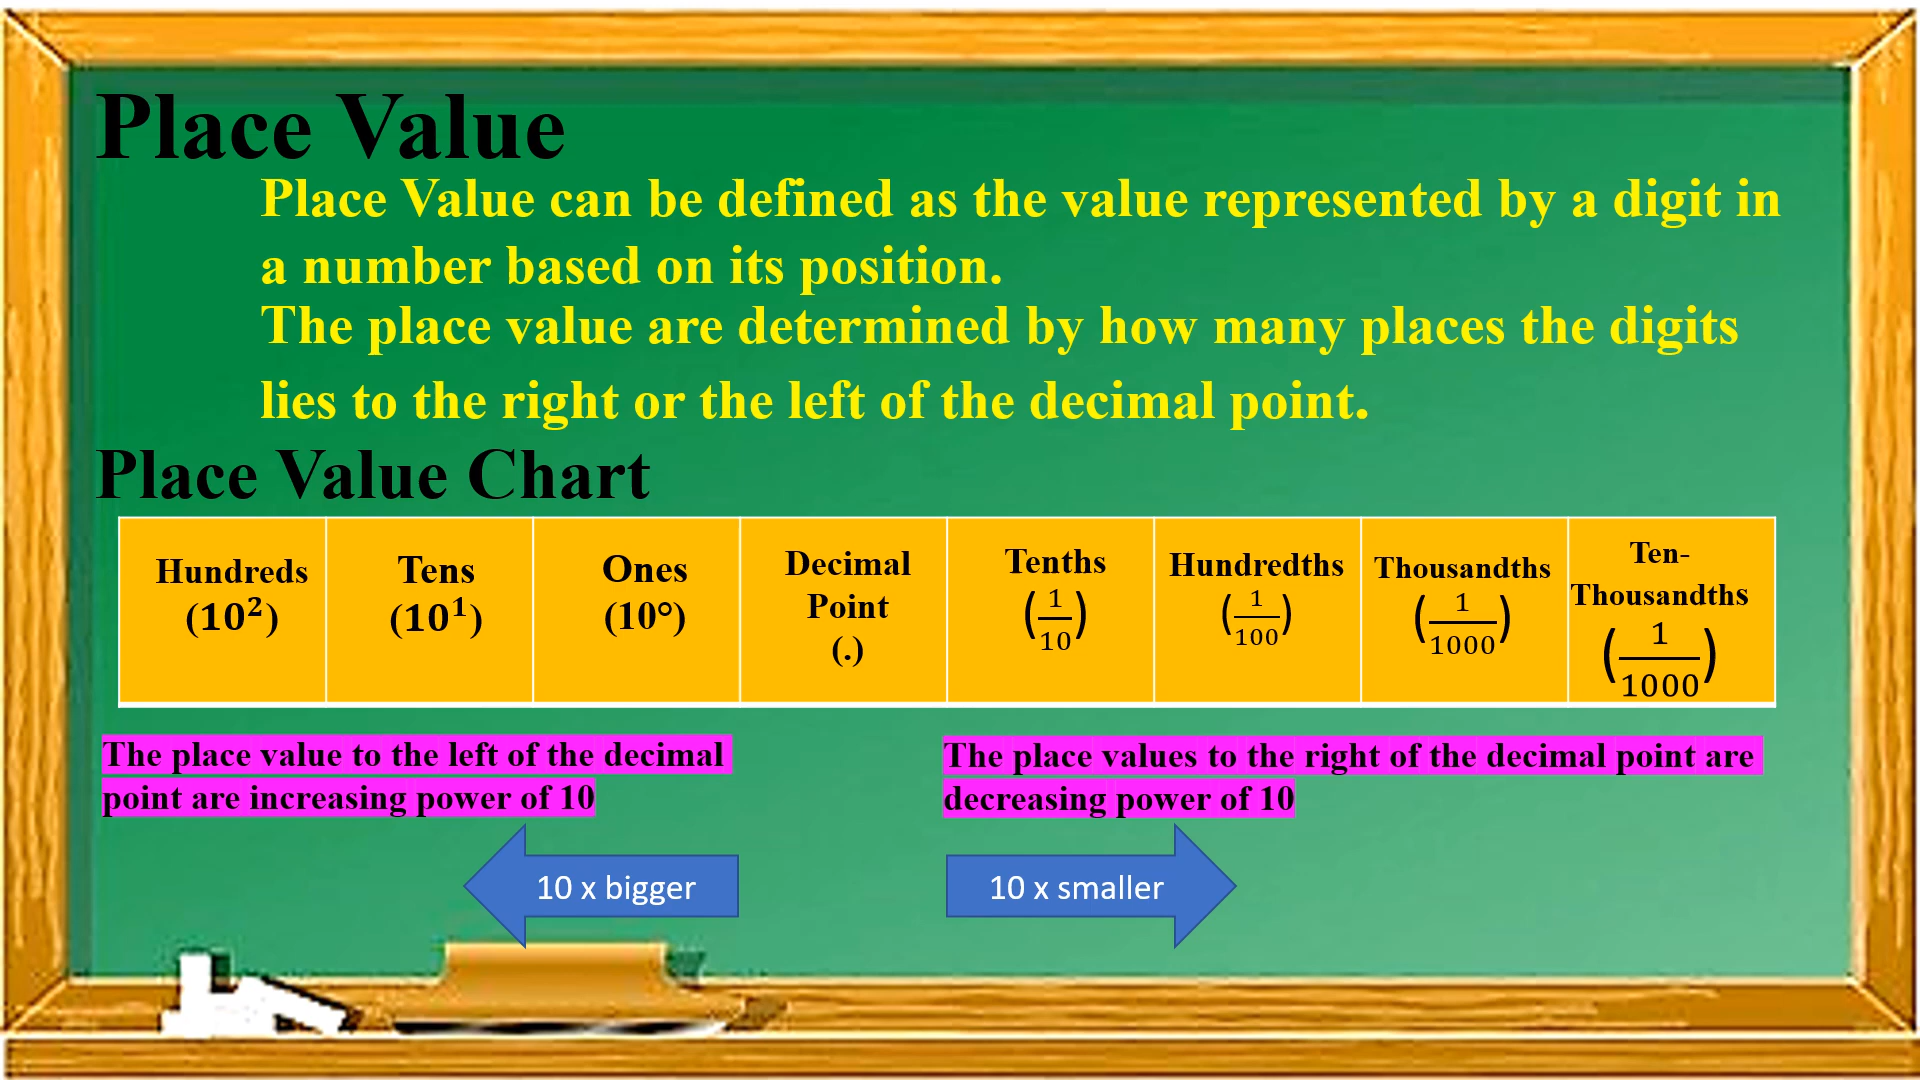 Place Value
Place Value can be defined as the value represented by a digit in
a number based on its position.
The place value are determined by how many places the digits
lies to the right or the left of the decimal point.
Place Value Chart
Hundreds
(10²)
Tens
(10¹)
Ones
(10°)
Decimal
Point
(.)
Tenths
(1/10)
Hundredths
(1/100)
Thousandths
(1/1000)
Ten-
Thousandths
(1/1000)
The place value to the left of the decimal
point are increasing power of 10
The place values to the right of the decimal point are
decreasing power of 10
10 x bigger
10 x smaller